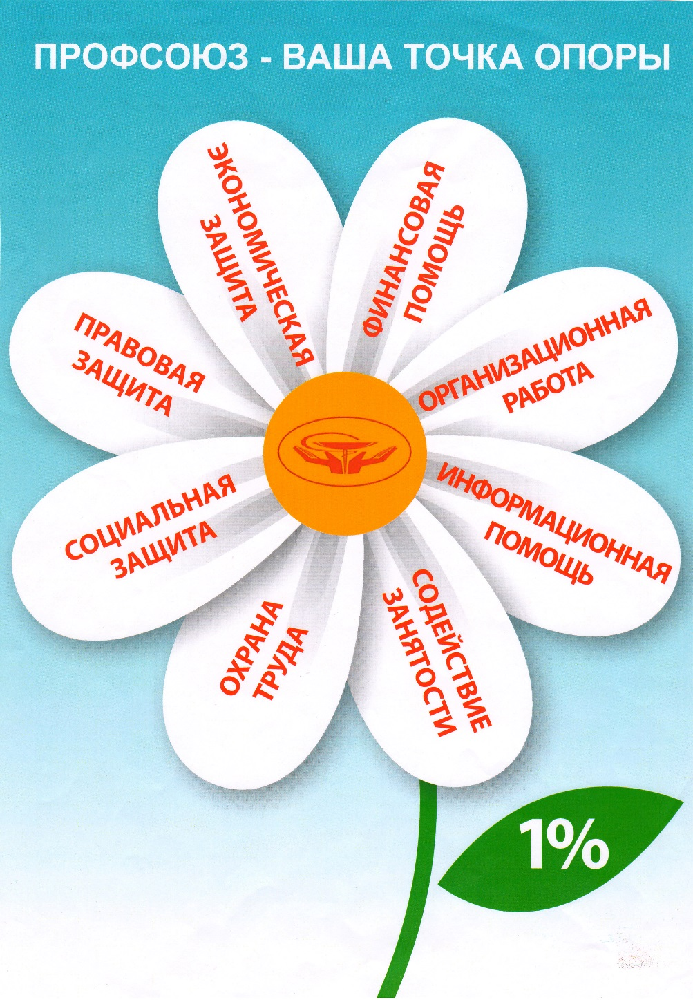 ПРОФСОЮЗ - ВАША ТОЧКА ОПОРЫ
ЭКОНОМИЧЕСКАЯ
ЗАЩИТА
ФИНАНСОВАЯ
ПОМОЩЬ
ОРГАНИЗАЦИОННАЯ
РАБОТА
ИНФОРМАЦИОННАЯ
ПОМОЩЬ
СОДЕЙСТВИЕ
ЗАНЯТОСТИ
ОХРАНА
ТРУДА
СОЦИАЛЬНАЯ
ЗАЩИТА
ПРАВОВАЯ
ЗАЩИТА
1%